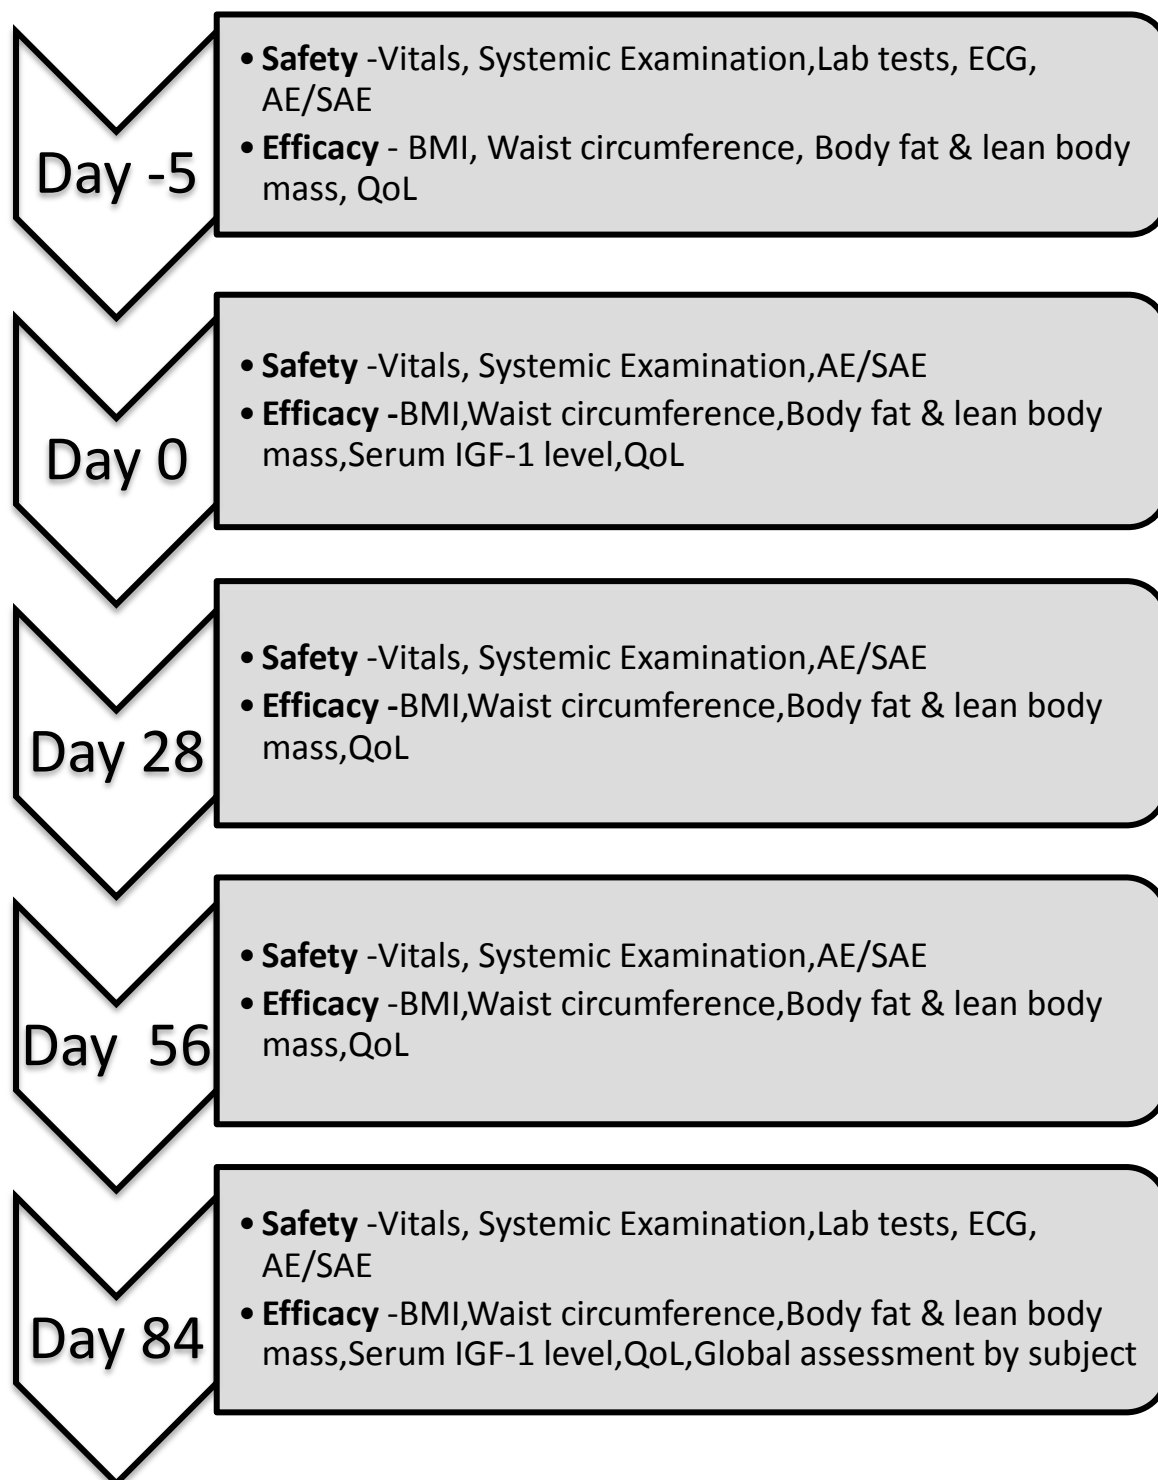 Day -5
• Safety -Vitals, Systemic Examination,Lab tests, ECG,
AE/SAE
• Efficacy - BMI, Waist circumference, Body fat & lean body
mass, QoL
Day 0
• Safety -Vitals, Systemic Examination,AE/SAE
• Efficacy -BMI,Waist circumference,Body fat & lean body
mass,Serum IGF-1 level,QoL
Day 28
• Safety -Vitals, Systemic Examination,AE/SAE
• Efficacy -BMI,Waist circumference,Body fat & lean body
mass,QoL
Day 56
• Safety -Vitals, Systemic Examination,AE/SAE
• Efficacy -BMI,Waist circumference,Body fat & lean body
mass,QoL
Day 84
• Safety -Vitals, Systemic Examination,Lab tests, ECG,
AE/SAE
• Efficacy -BMI,Waist circumference,Body fat & lean body
mass,Serum IGF-1 level,QoL,Global assessment by subject